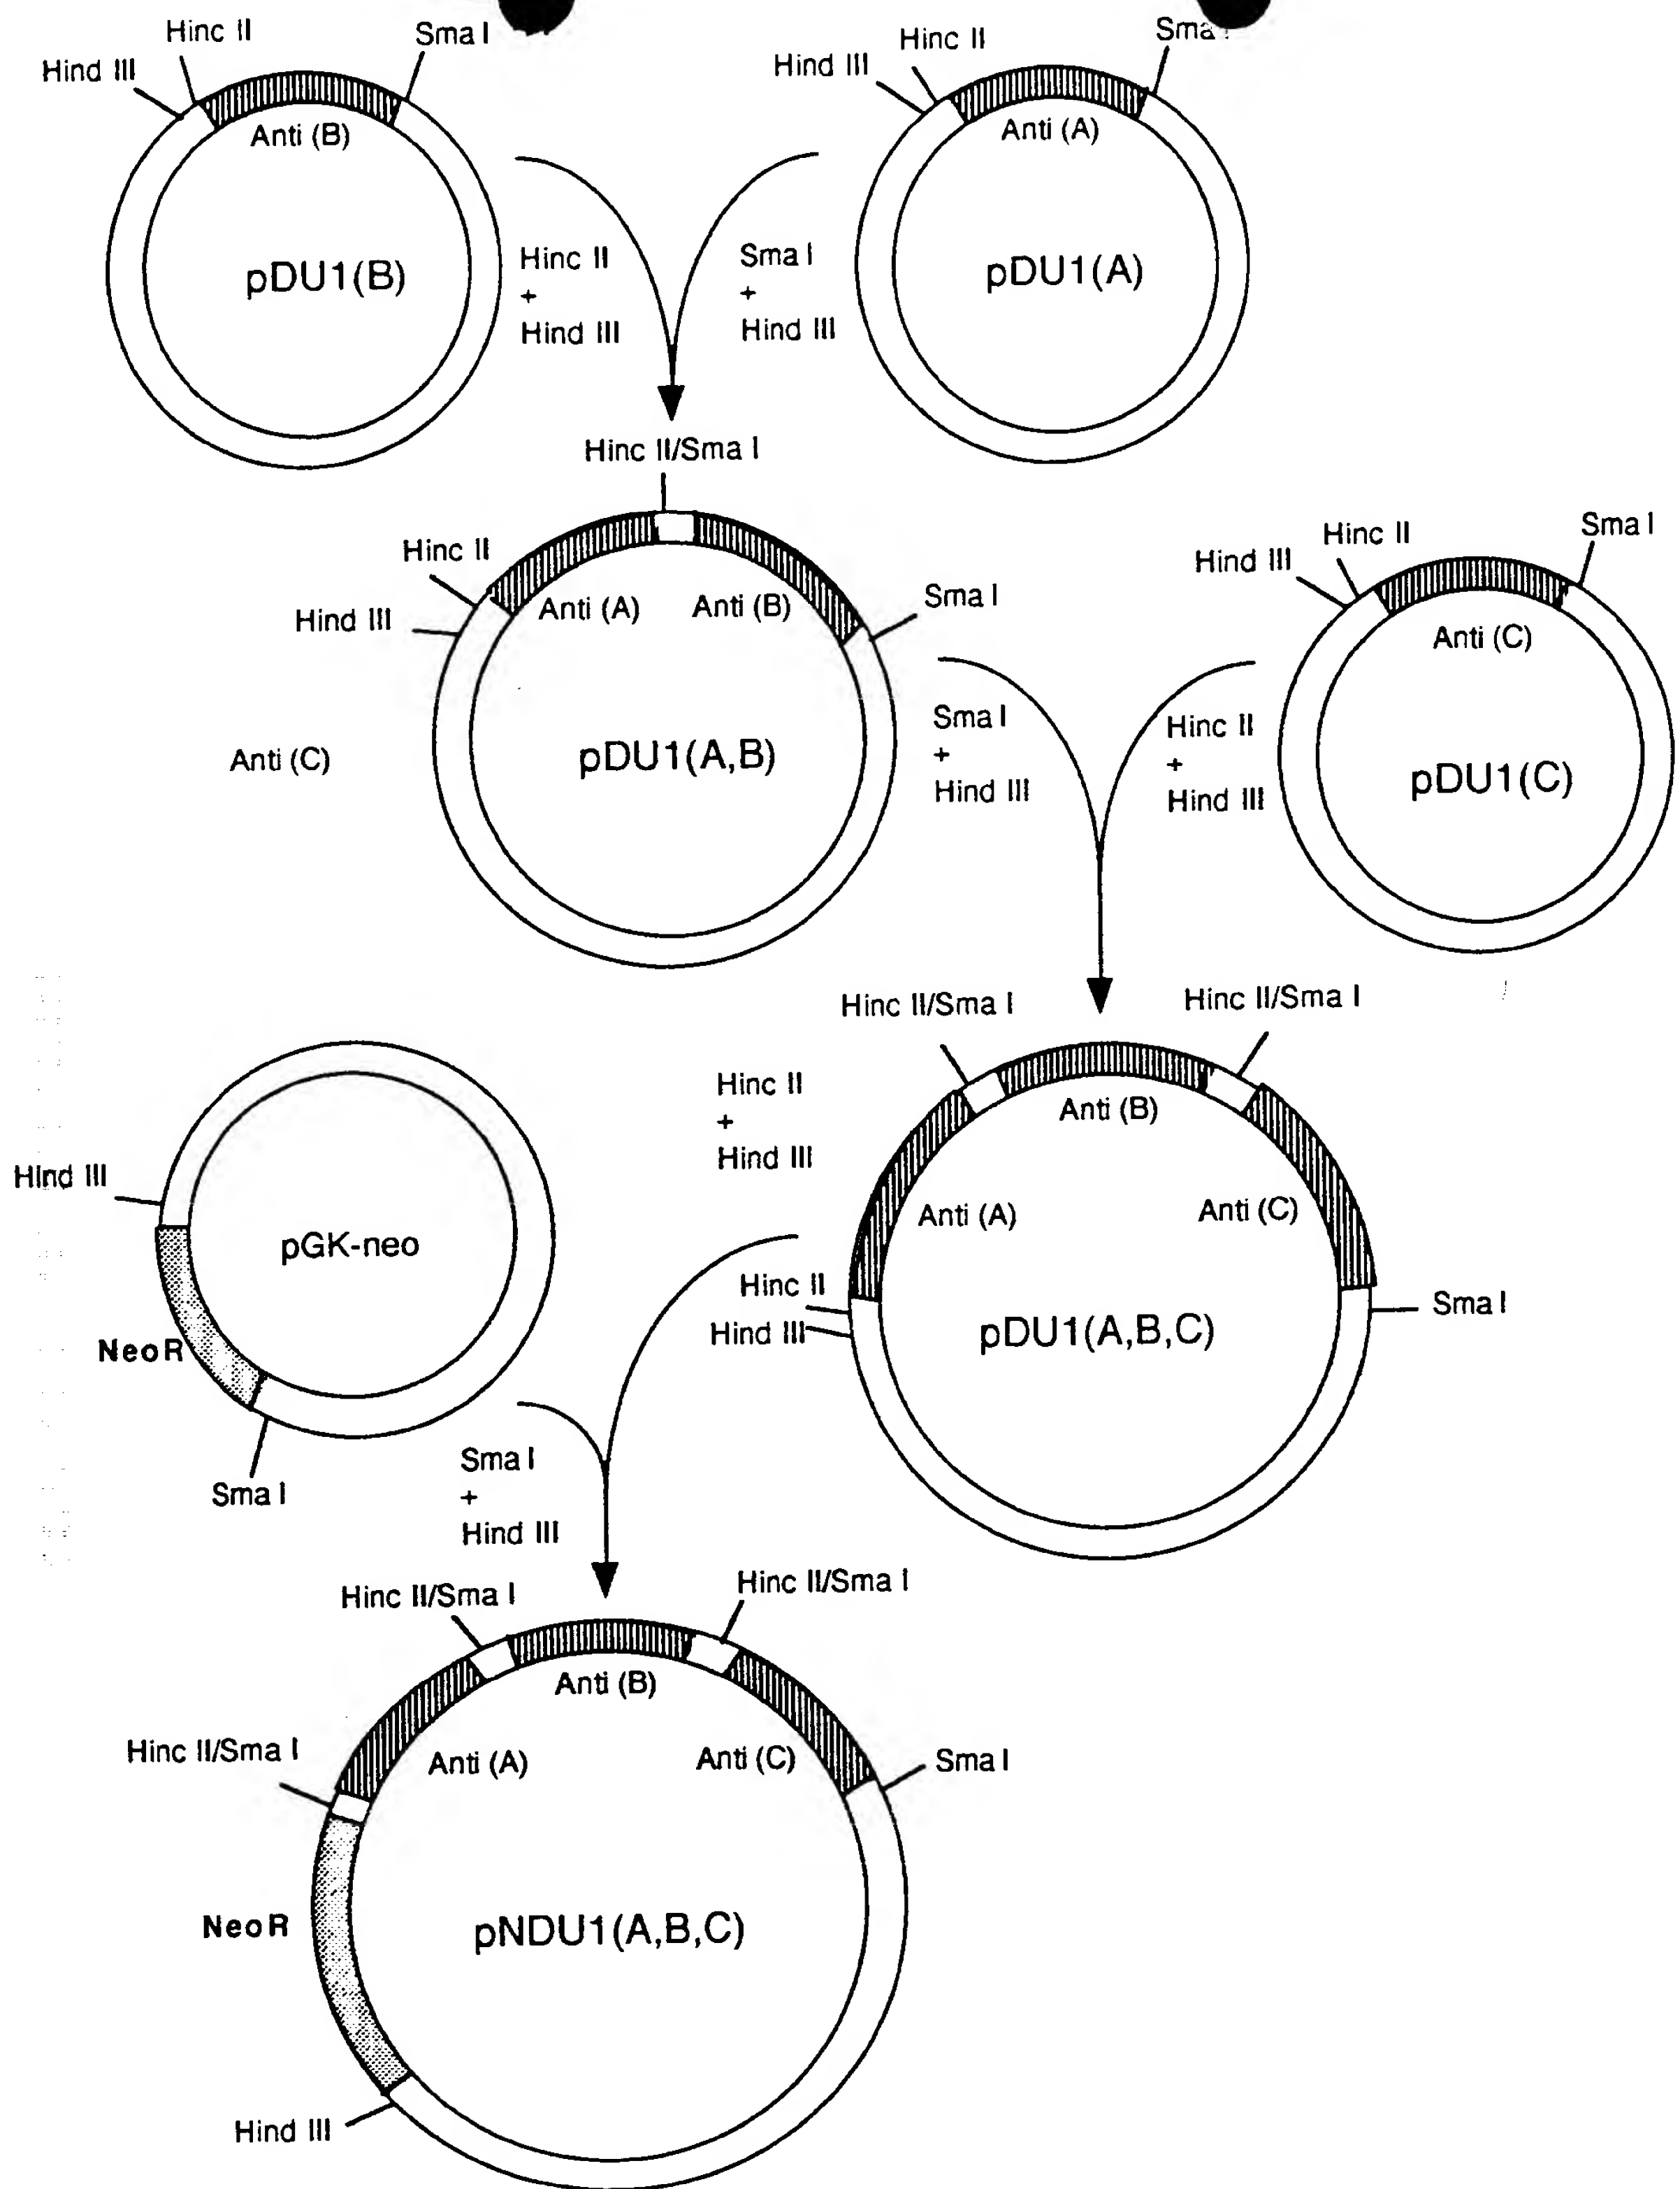 Hinc II
Sma I
Hind III
Anti (B)
pDU1(B)
Hinc II
Sma I
Hind III
Anti (A)
pDU1(A)
Hinc II
+
Hind III
Sma I
+
Hind III
Hinc II/Sma I
Hinc II
Hind III
Anti (A)
Anti (B)
Sma I
pDU1(A,B)
Anti (C)
Hind III
Hinc II
Sma I
Anti (C)
pDU1(C)
Sma I
+
Hind III
Hinc II
+
Hind III
Hinc II/Sma I
Hinc II/Sma I
Hinc II
+
Hind III
Anti (B)
Anti (A)
Anti (C)
Hinc II
Hind III
Sma I
pDU1(A,B,C)
Hind III
pGK-neo
NeoR
Sma I
Sma I
+
Hind III
Hinc II/Sma I
Hinc II/Sma I
Anti (B)
Hinc II/Sma I
Anti (A)
Anti (C)
Sma I
NeoR
pNDU1(A,B,C)
Hind III